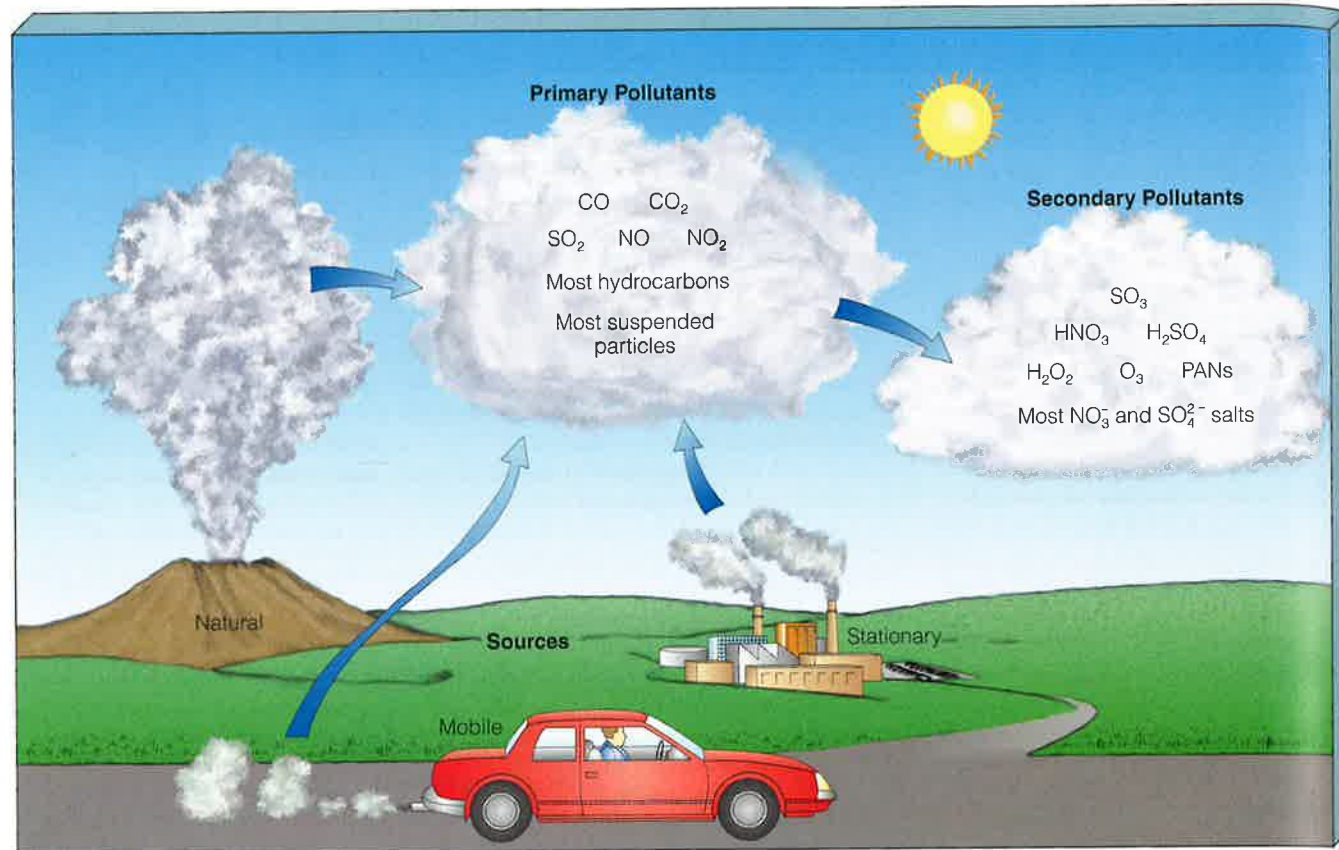 Primary Pollutants
CO CO₂
SO₂ NO NO₂
Most hydrocarbons
Most suspended
particles
Secondary Pollutants
SO₃
HNO₃ H₂SO₄
H₂O₂ O₃ PANs
Most NO₃⁻ and SO₄²⁻ salts
Natural
Sources
Stationary
Mobile